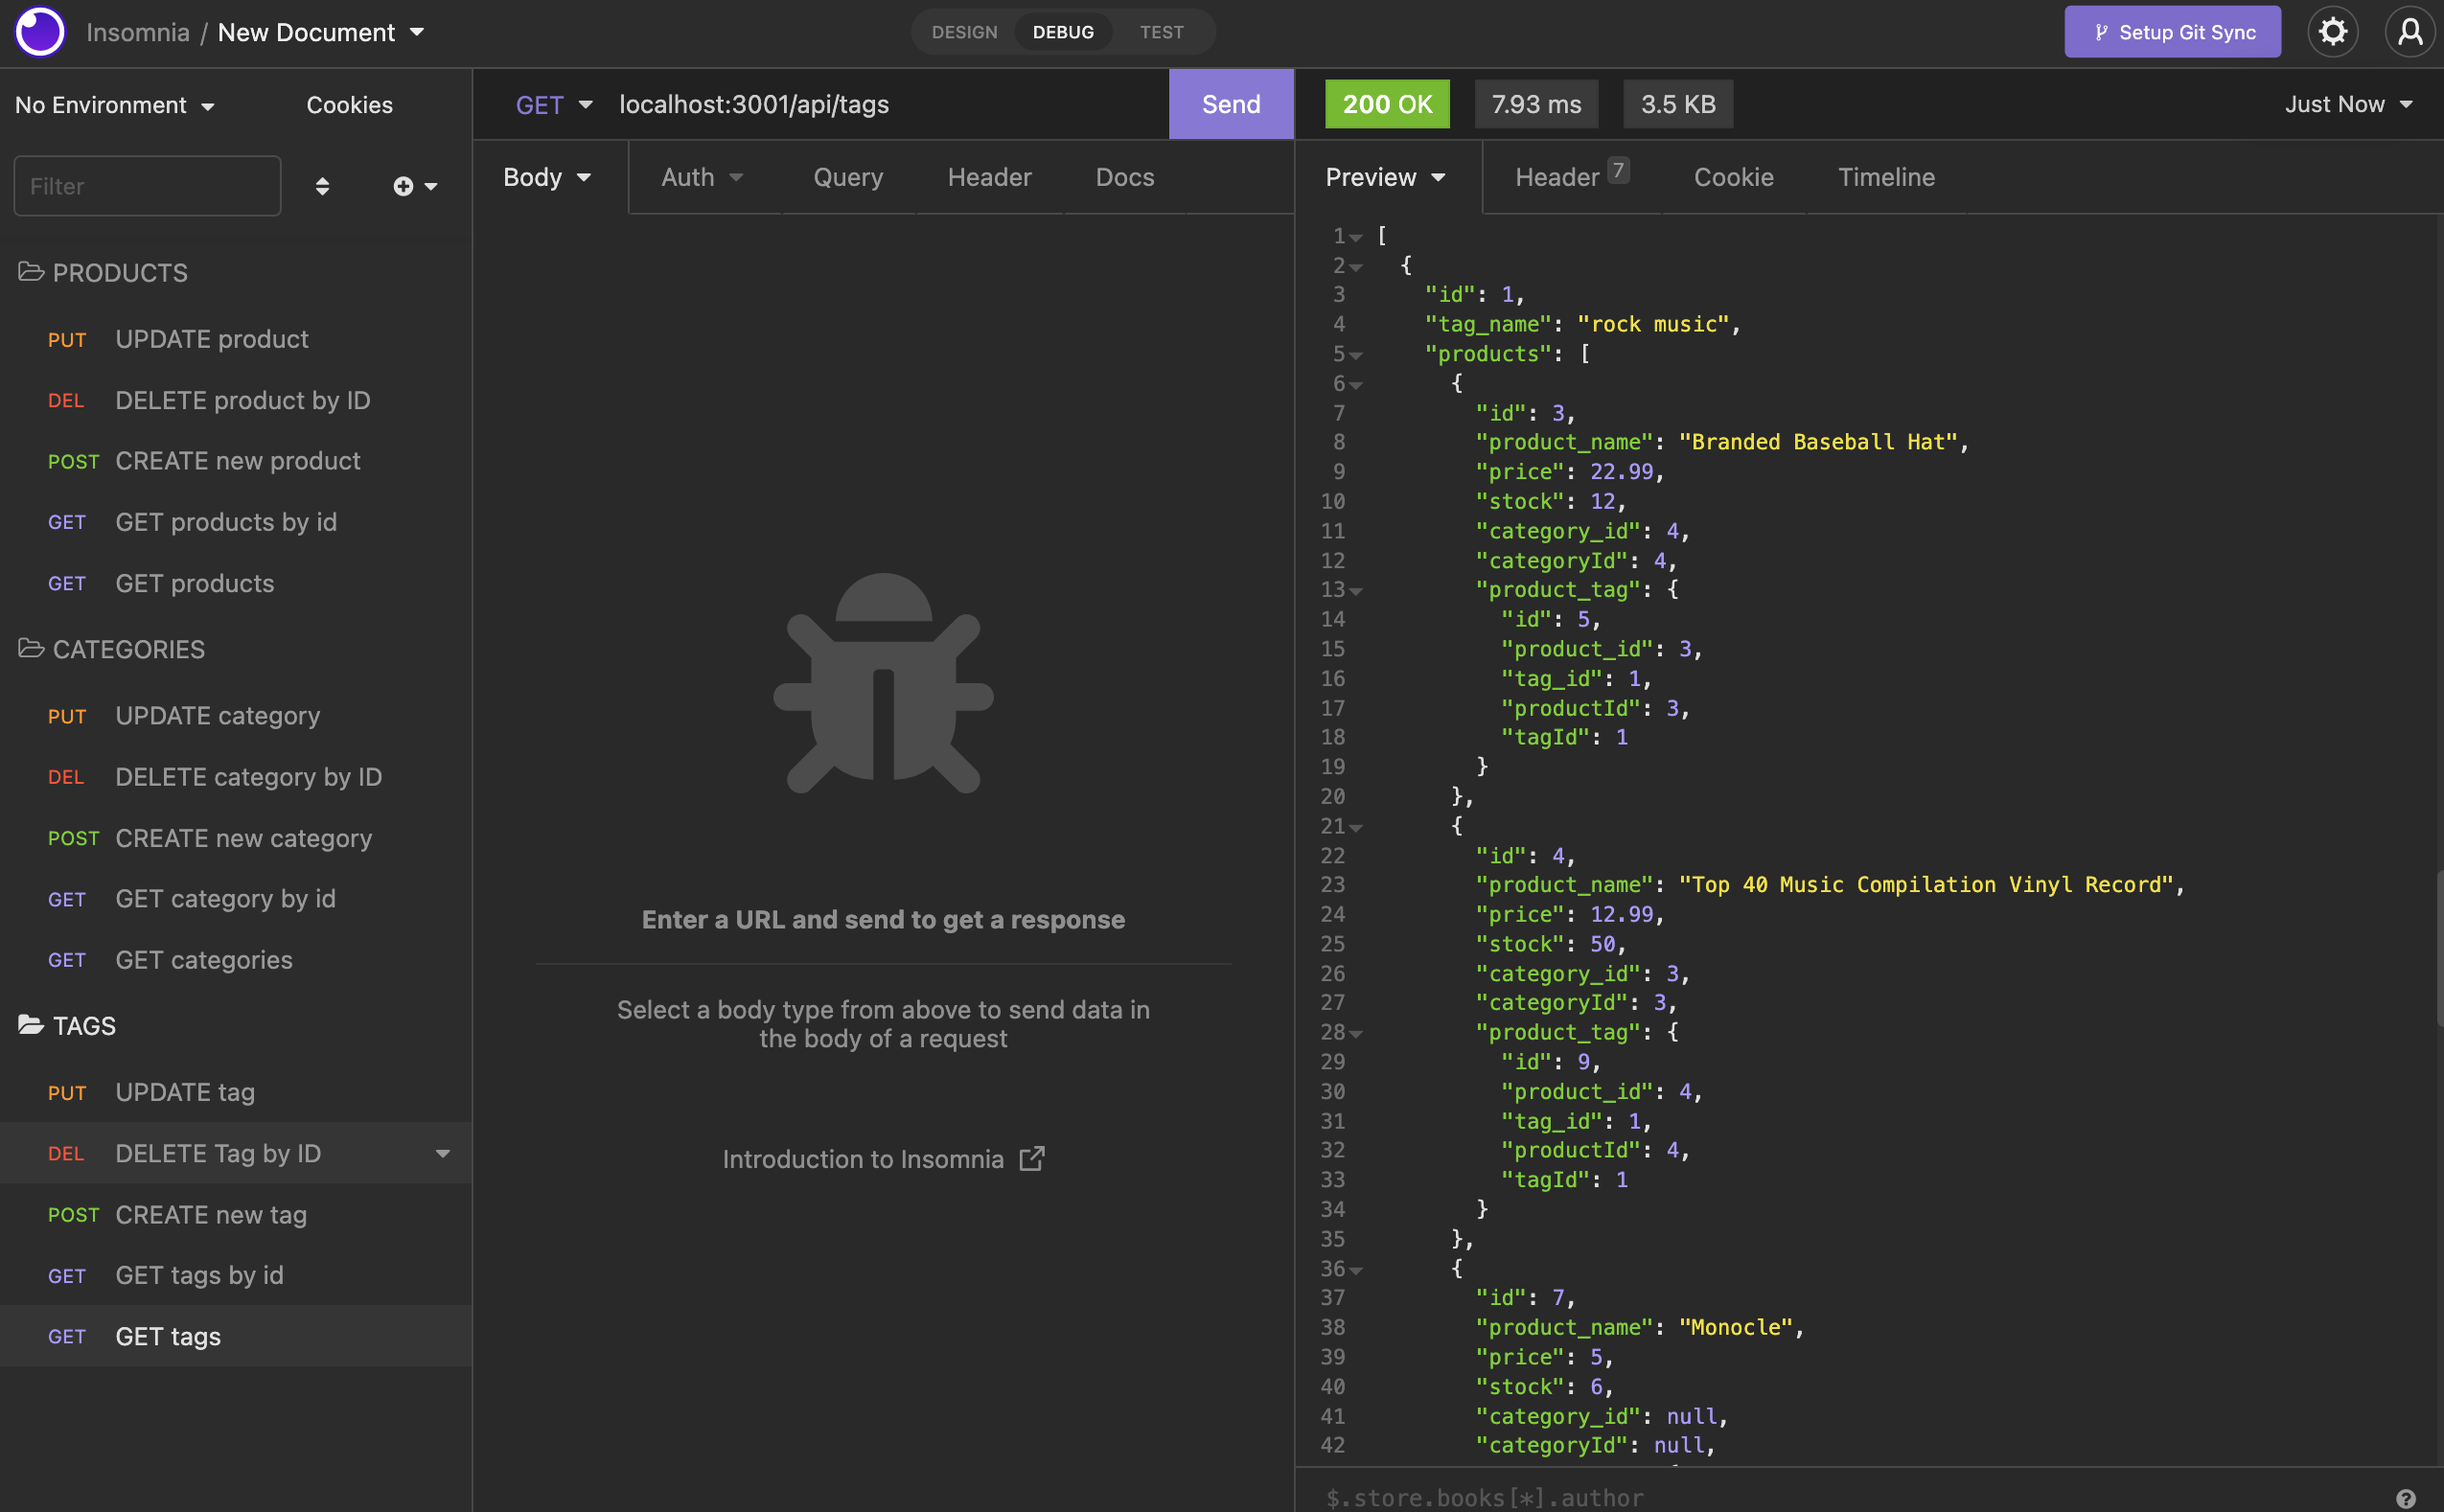 Insomnia / New Document
DESIGN DEBUG TEST
Setup Git Sync
No Environment Cookies
Filter
PRODUCTS
PUT UPDATE product
DEL DELETE product by ID
POST CREATE new product
GET GET products by id
GET GET products
CATEGORIES
PUT UPDATE category
DEL DELETE category by ID
POST CREATE new category
GET GET category by id
GET GET categories
TAGS
PUT UPDATE tag
DEL DELETE Tag by ID
POST CREATE new tag
GET GET tags by id
GET GET tags
GET localhost:3001/api/tags Send
Body Auth Query Header Docs
Enter a URL and send to get a response
Select a body type from above to send data in
the body of a request
Introduction to Insomnia
200 OK 7.93 ms 3.5 KB Just Now
Preview Header 7 Cookie Timeline
1 [
2 {
3 "id": 1,
4 "tag_name": "rock music",
5 "products": [
6 {
7 "id": 3,
8 "product_name": "Branded Baseball Hat",
9 "price": 22.99,
10 "stock": 12,
11 "category_id": 4,
12 "categoryId": 4,
13 "product_tag": {
14 "id": 5,
15 "product_id": 3,
16 "tag_id": 1,
17 "productId": 3,
18 "tagId": 1
19 }
20 },
21 {
22 "id": 4,
23 "product_name": "Top 40 Music Compilation Vinyl Record",
24 "price": 12.99,
25 "stock": 50,
26 "category_id": 3,
27 "categoryId": 3,
28 "product_tag": {
29 "id": 9,
30 "product_id": 4,
31 "tag_id": 1,
32 "productId": 4,
33 "tagId": 1
34 }
35 },
36 {
37 "id": 7,
38 "product_name": "Monocle",
39 "price": 5,
40 "stock": 6,
41 "category_id": null,
42 "categoryId": null,
$.store.books[*].author